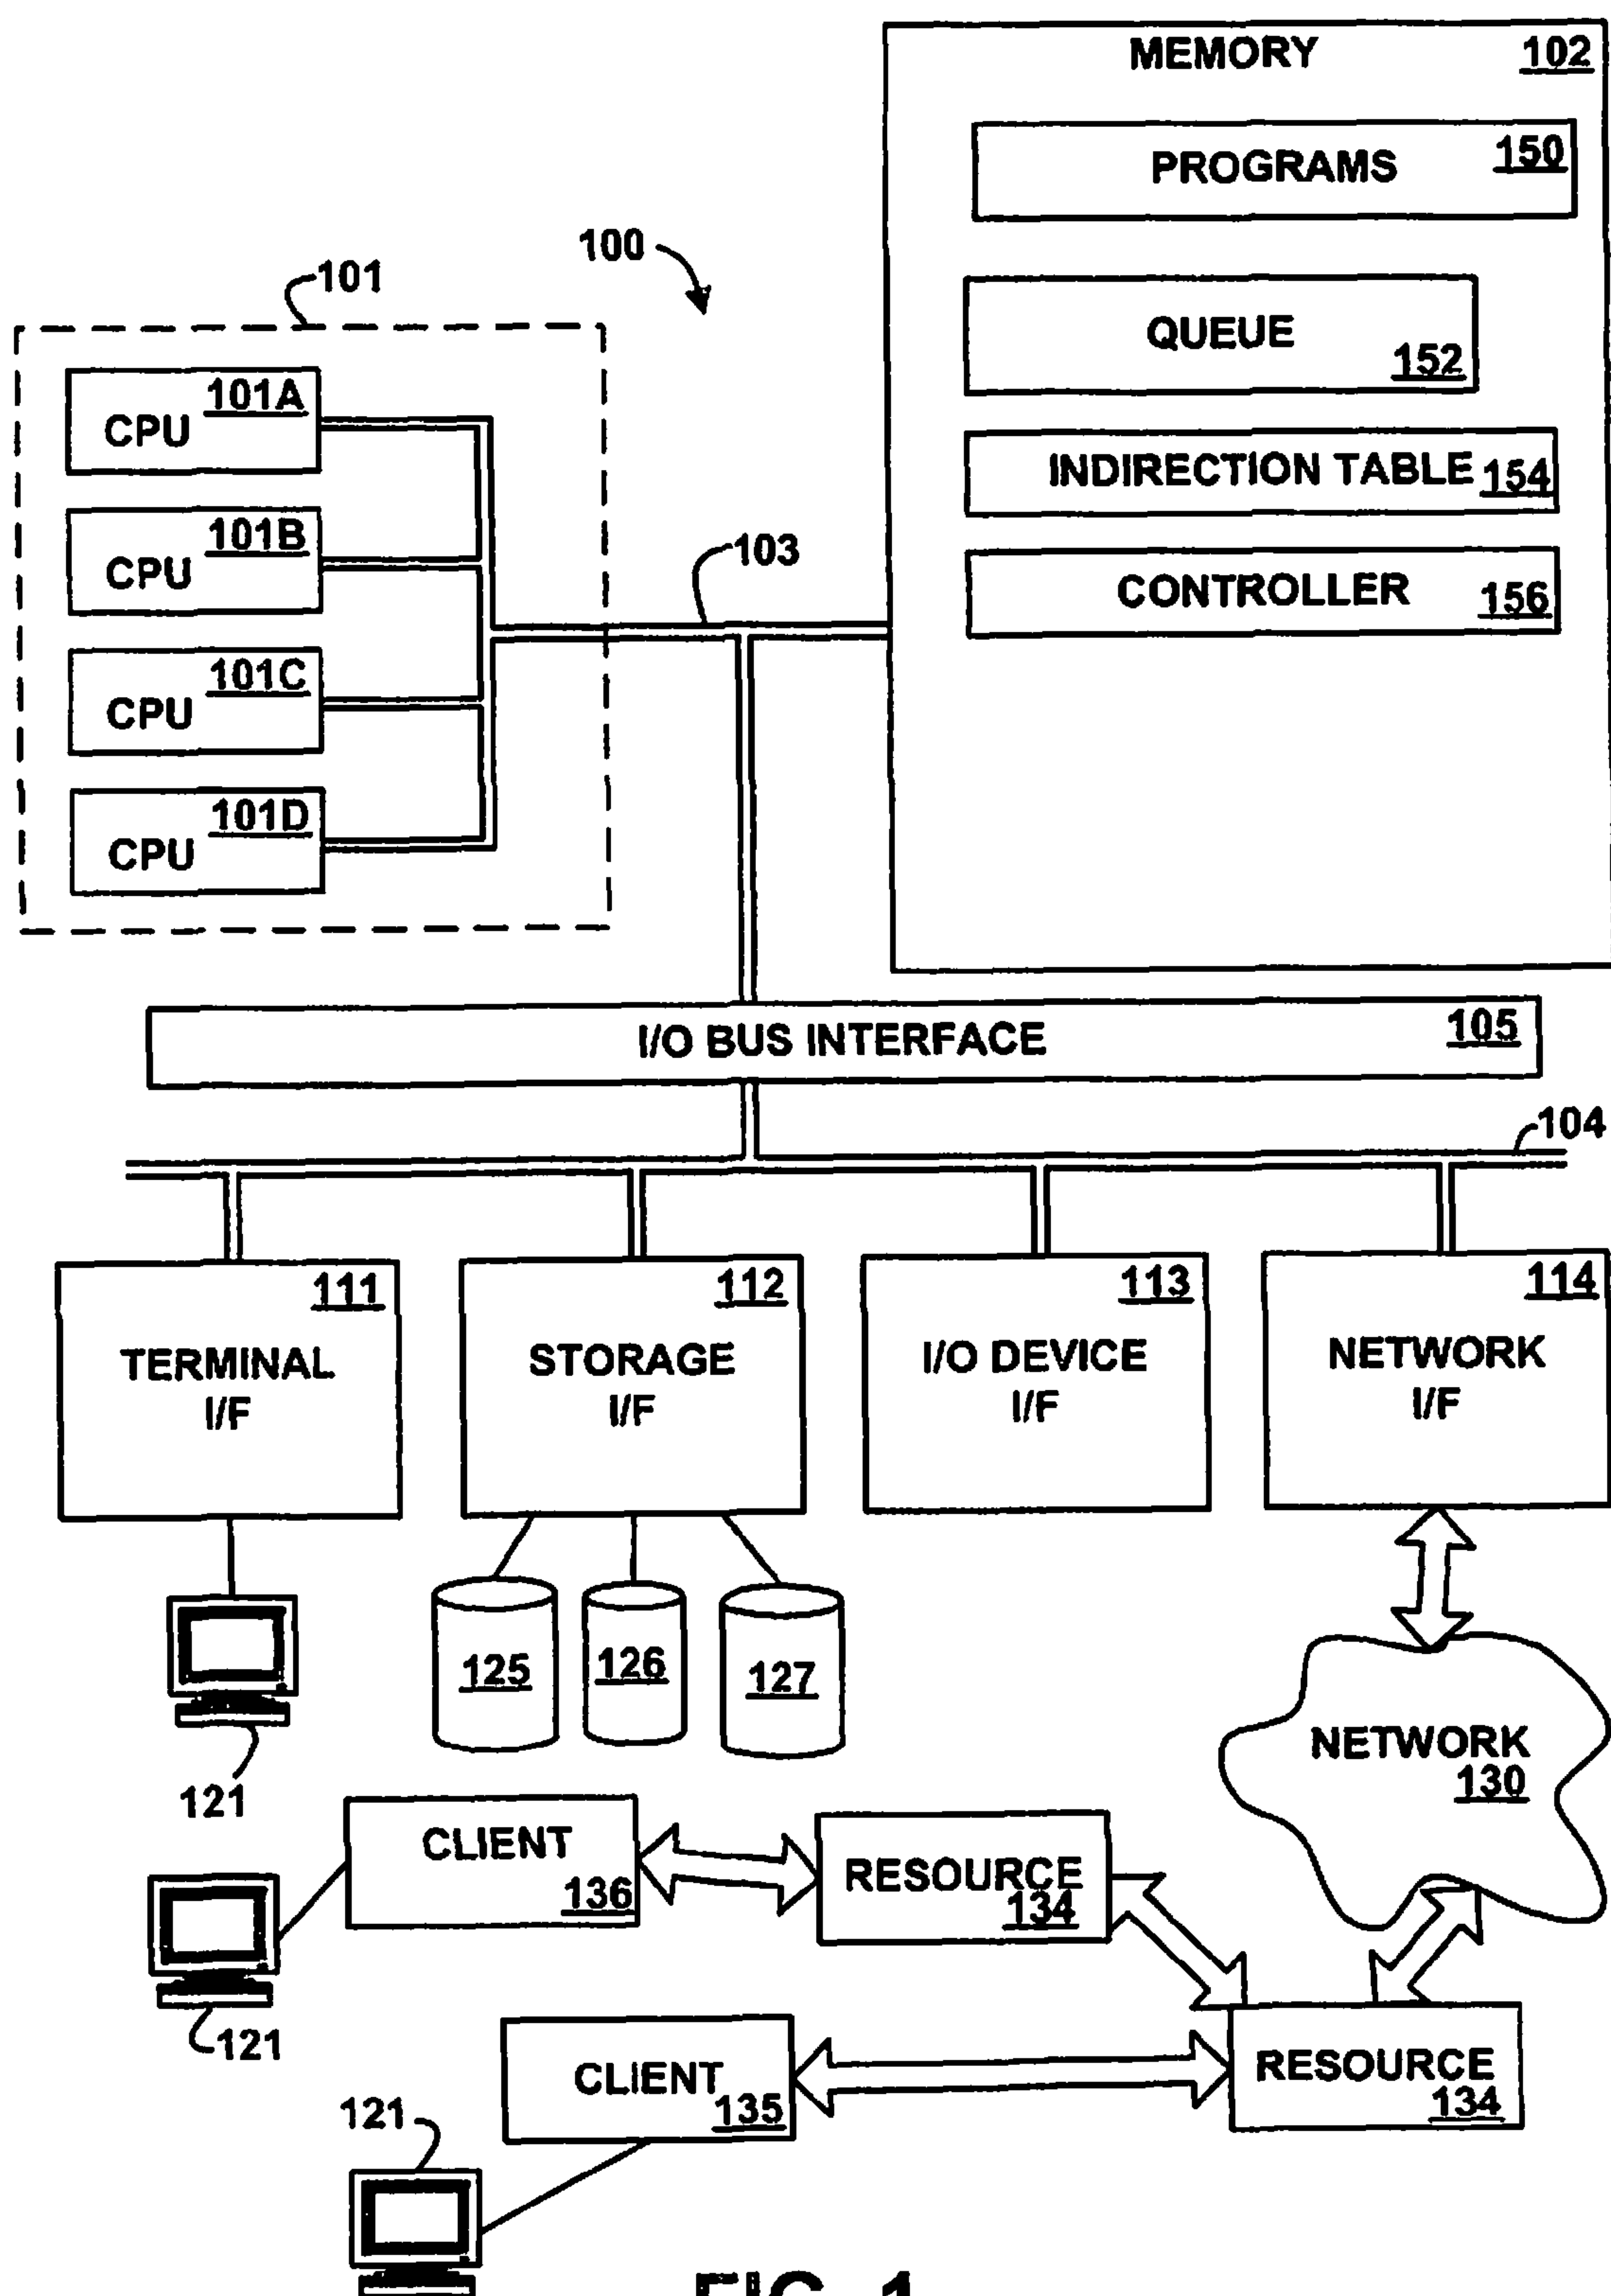 MEMORY 102
PROGRAMS 150
100
101
QUEUE 152
CPU 101A
INDIRECTION TABLE 154
CPU 101B
103
CONTROLLER 156
CPU 101C
CPU 101D
I/O BUS INTERFACE 105
104
111
TERMINAL
I/F
112
STORAGE
I/F
113
I/O DEVICE
I/F
114
NETWORK
I/F
125
126
127
121
NETWORK
130
CLIENT
136
RESOURCE
134
121
CLIENT
135
RESOURCE
134
121
FIG. 1